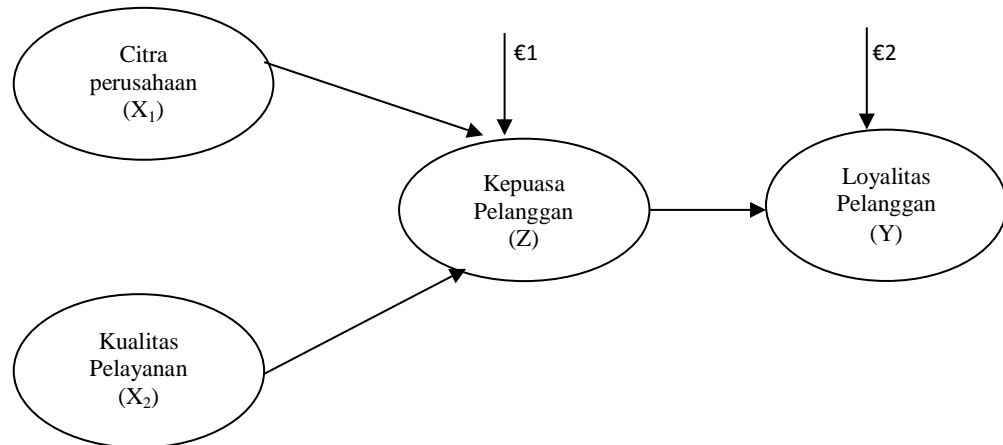 Citra
perusahaan
(X₁)
€1
€2
Kepuasa
Pelanggan
(Z)
Loyalitas
Pelanggan
(Y)
Kualitas
Pelayanan
(X₂)